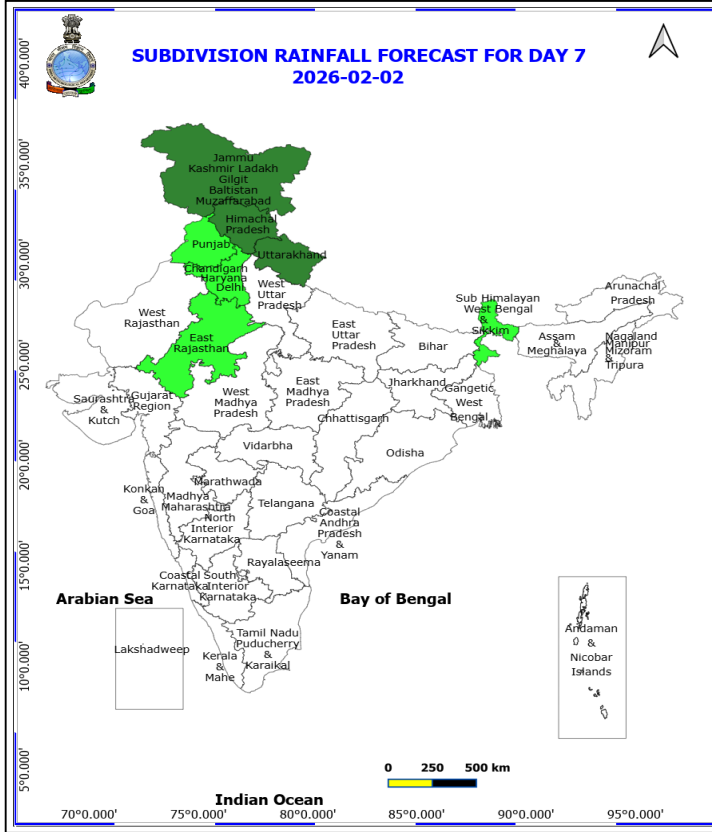 SUBDIVISION RAINFALL FORECAST FOR DAY 7
2026-02-02
40°0.000'
35°0.000'
30°0.000'
25°0.000'
20°0.000'
15°0.000'
10°0.000'
5°0.000'
Jammu
Kashmir Ladakh
Gilgit
Baltistan
Muzaffarabad
Himachal
Pradesh
Punjab
Uttarakhand
Chandigarh
Haryana
Delhi
West
Uttar
Pradesh
Arunachal
Pradesh
Sub Himalayan
West Bengal
&
Sikkim
West
Rajasthan
East
Rajasthan
East
Uttar
Pradesh
Bihar
Assam
&
Meghalaya
Nagaland
Manipur
Mizoram
&
Tripura
Saurashtra
&
Kutch
Gujarat
Region
West
Madhya
Pradesh
East
Madhya
Pradesh
Jharkhand
Gangetic
West
Bengal
Chhattisgarh
Vidarbha
Odisha
Konkan
&
Goa
Marathwada
Madhya
Maharashtra
Telangana
North
Interior
Karnataka
Coastal
Andhra
Pradesh
&
Yanam
Rayalaseema
Coastal
Karnataka
South
Interior
Karnataka
Arabian Sea
Bay of Bengal
Lakshadweep
Kerala
&
Mahe
Tamil Nadu
Puducherry
&
Karaikal
Andaman
&
Nicobar
Islands
0 250 500 km
Indian Ocean
70°0.000' 75°0.000' 80°0.000' 85°0.000' 90°0.000' 95°0.000'